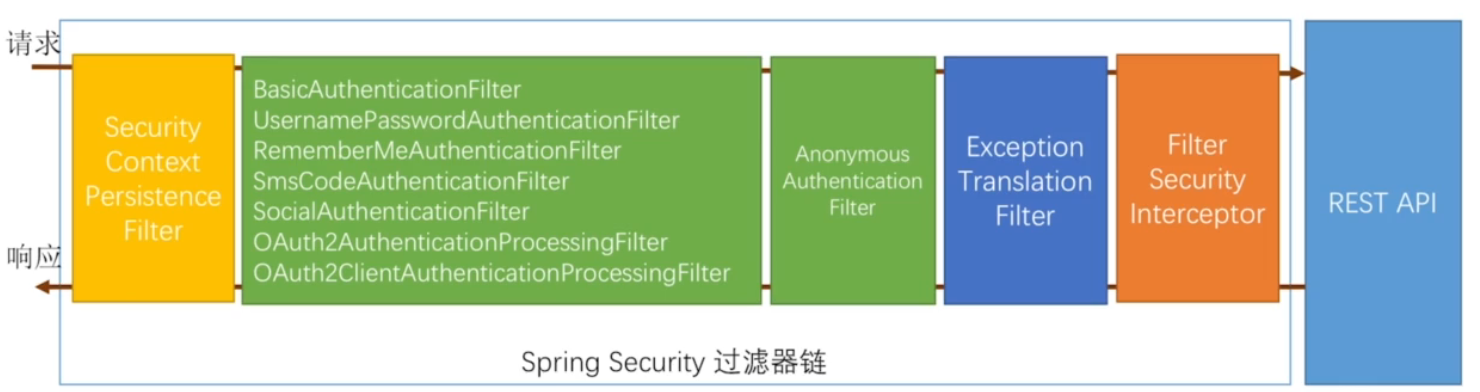 请求
响应
Security
Context
Persistence
Filter
BasicAuthenticationFilter
UsernamePasswordAuthenticationFilter
RememberMeAuthenticationFilter
SmsCodeAuthenticationFilter
SocialAuthenticationFilter
OAuth2AuthenticationProcessingFilter
OAuth2ClientAuthenticationProcessingFilter
Anonymous
Authentication
Filter
Exception
Translation
Filter
Filter
Security
Interceptor
REST API
Spring Security 过滤器链